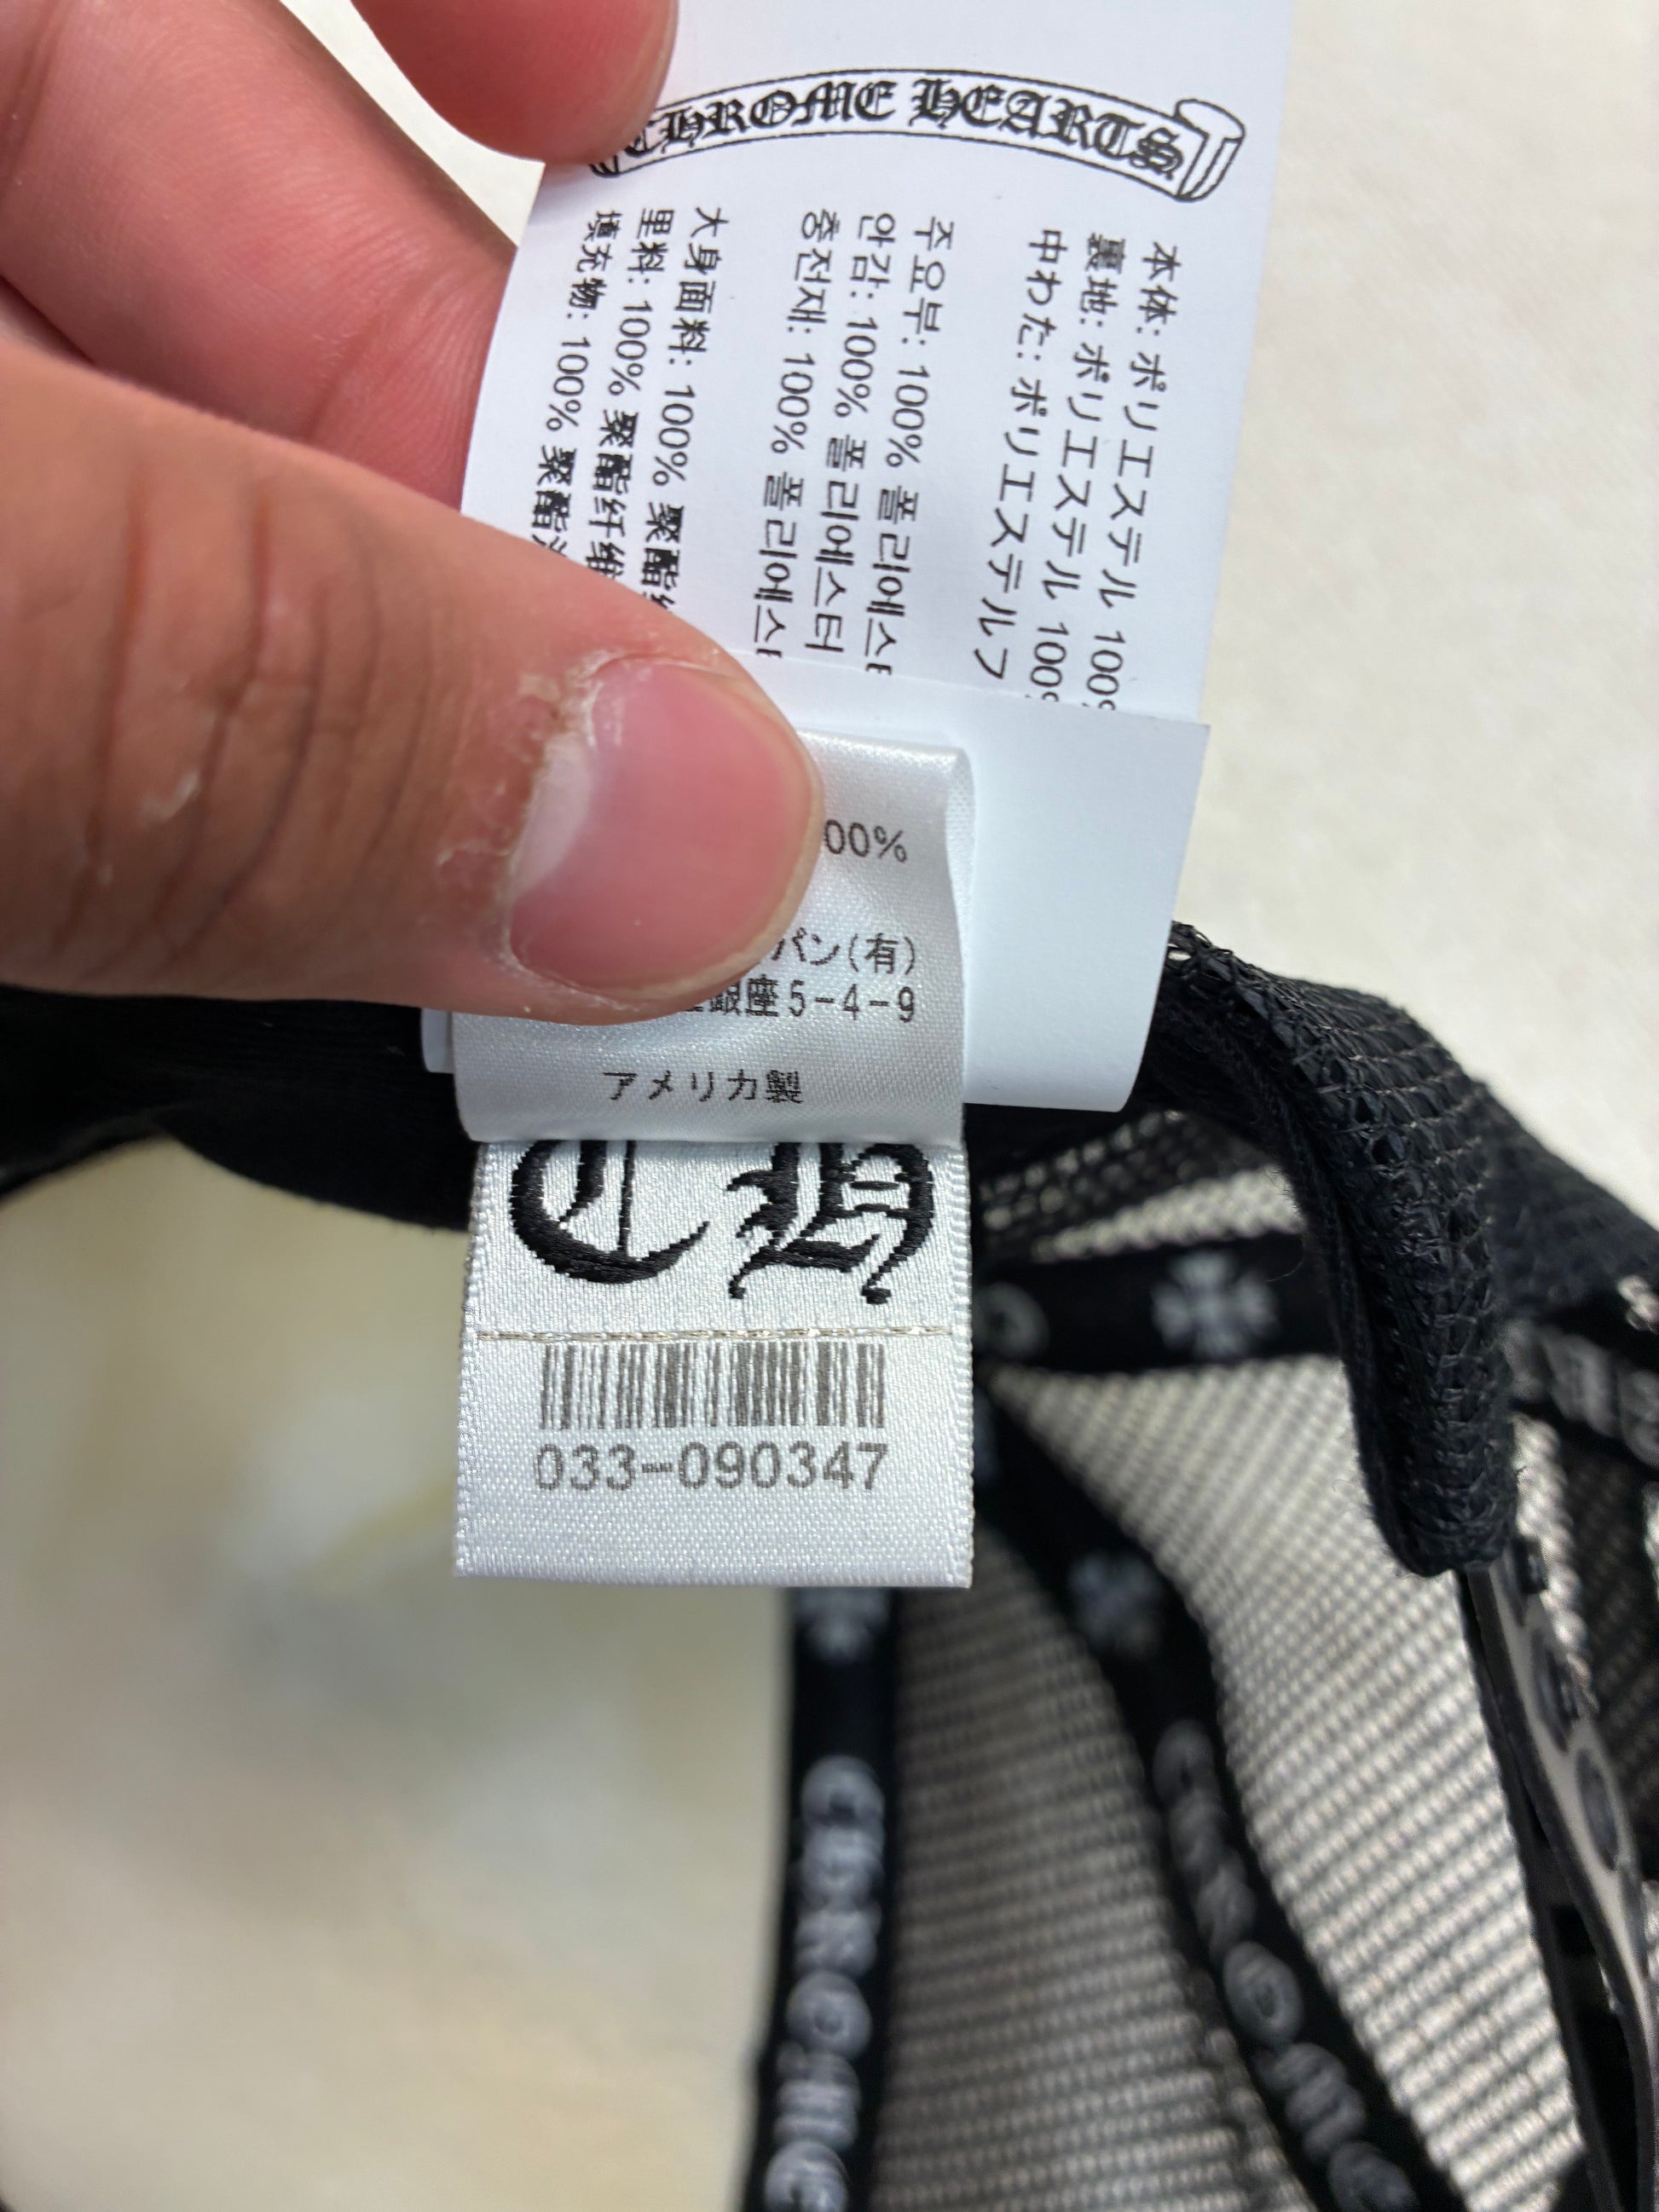 CHROME HEARTS
本体: ポリエステル 100%
裏地: ポリエステル 100%
中わた: ポリエステル
주요부: 100% 폴리에스터
안감: 100% 폴리에스터
충전재: 100% 폴리에스터
大身面料: 100% 聚酯
里料: 100% 聚酯纤维
填充物: 100% 聚酯
00%
パン(有)
銀座5-4-9
アメリカ製
CH
033-090347
CHROME